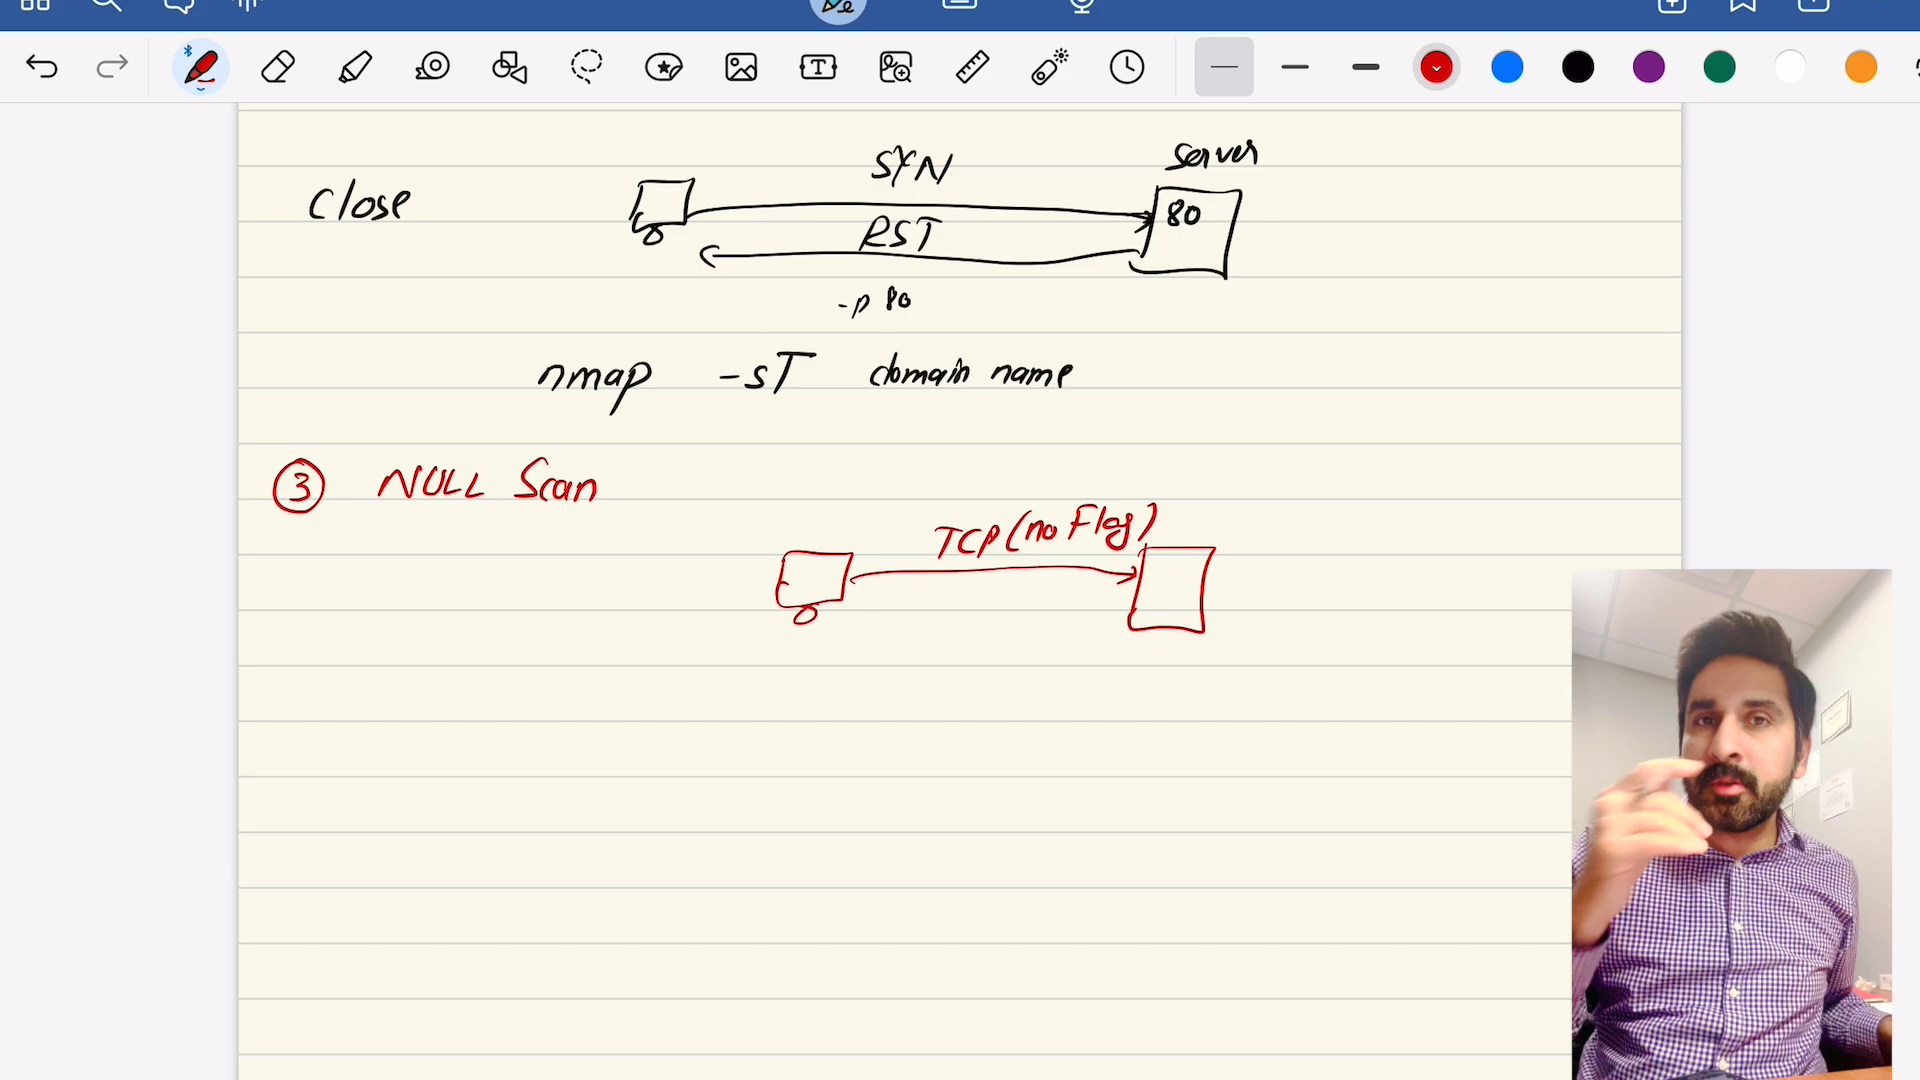 SYN
Server
Close
80
RST
-p 80
nmap -sT domain name
3 NULL Scan
TCP (no Flag)